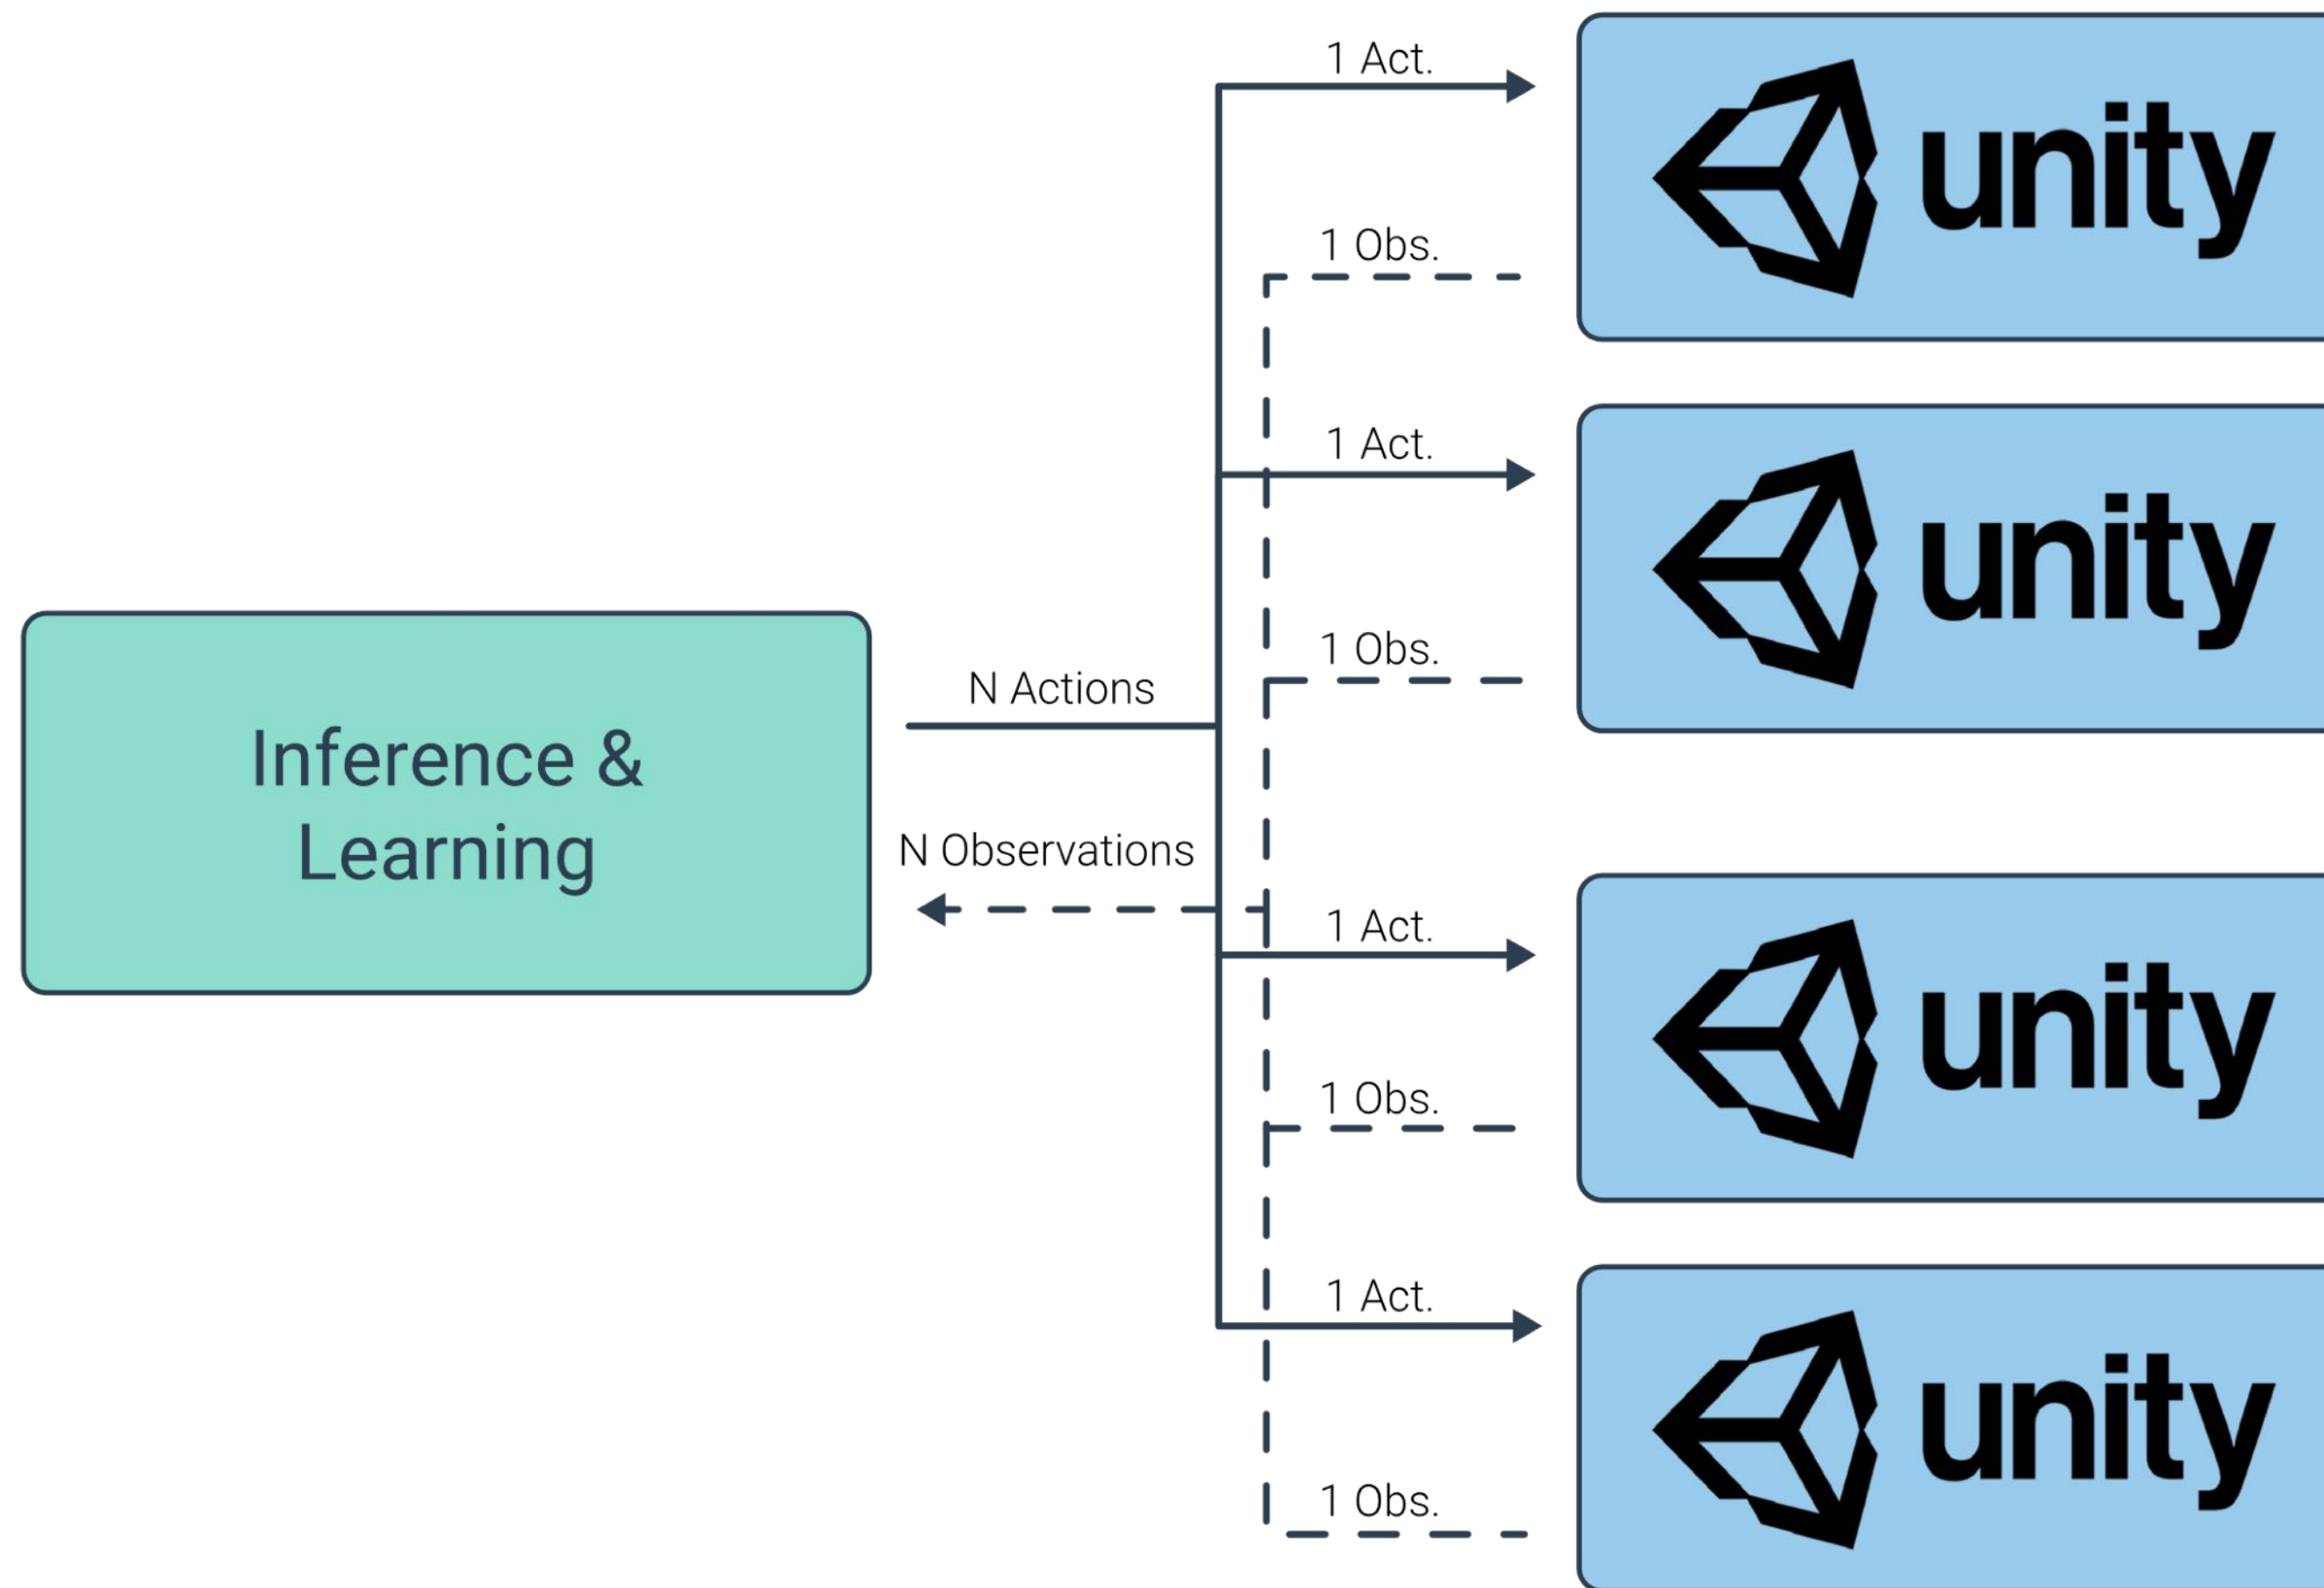 1 Act.
unity
1 Obs.
1 Act.
unity
1 Obs.
N Actions
Inference &
Learning
N Observations
1 Act.
unity
1 Obs.
1 Act.
unity
1 Obs.